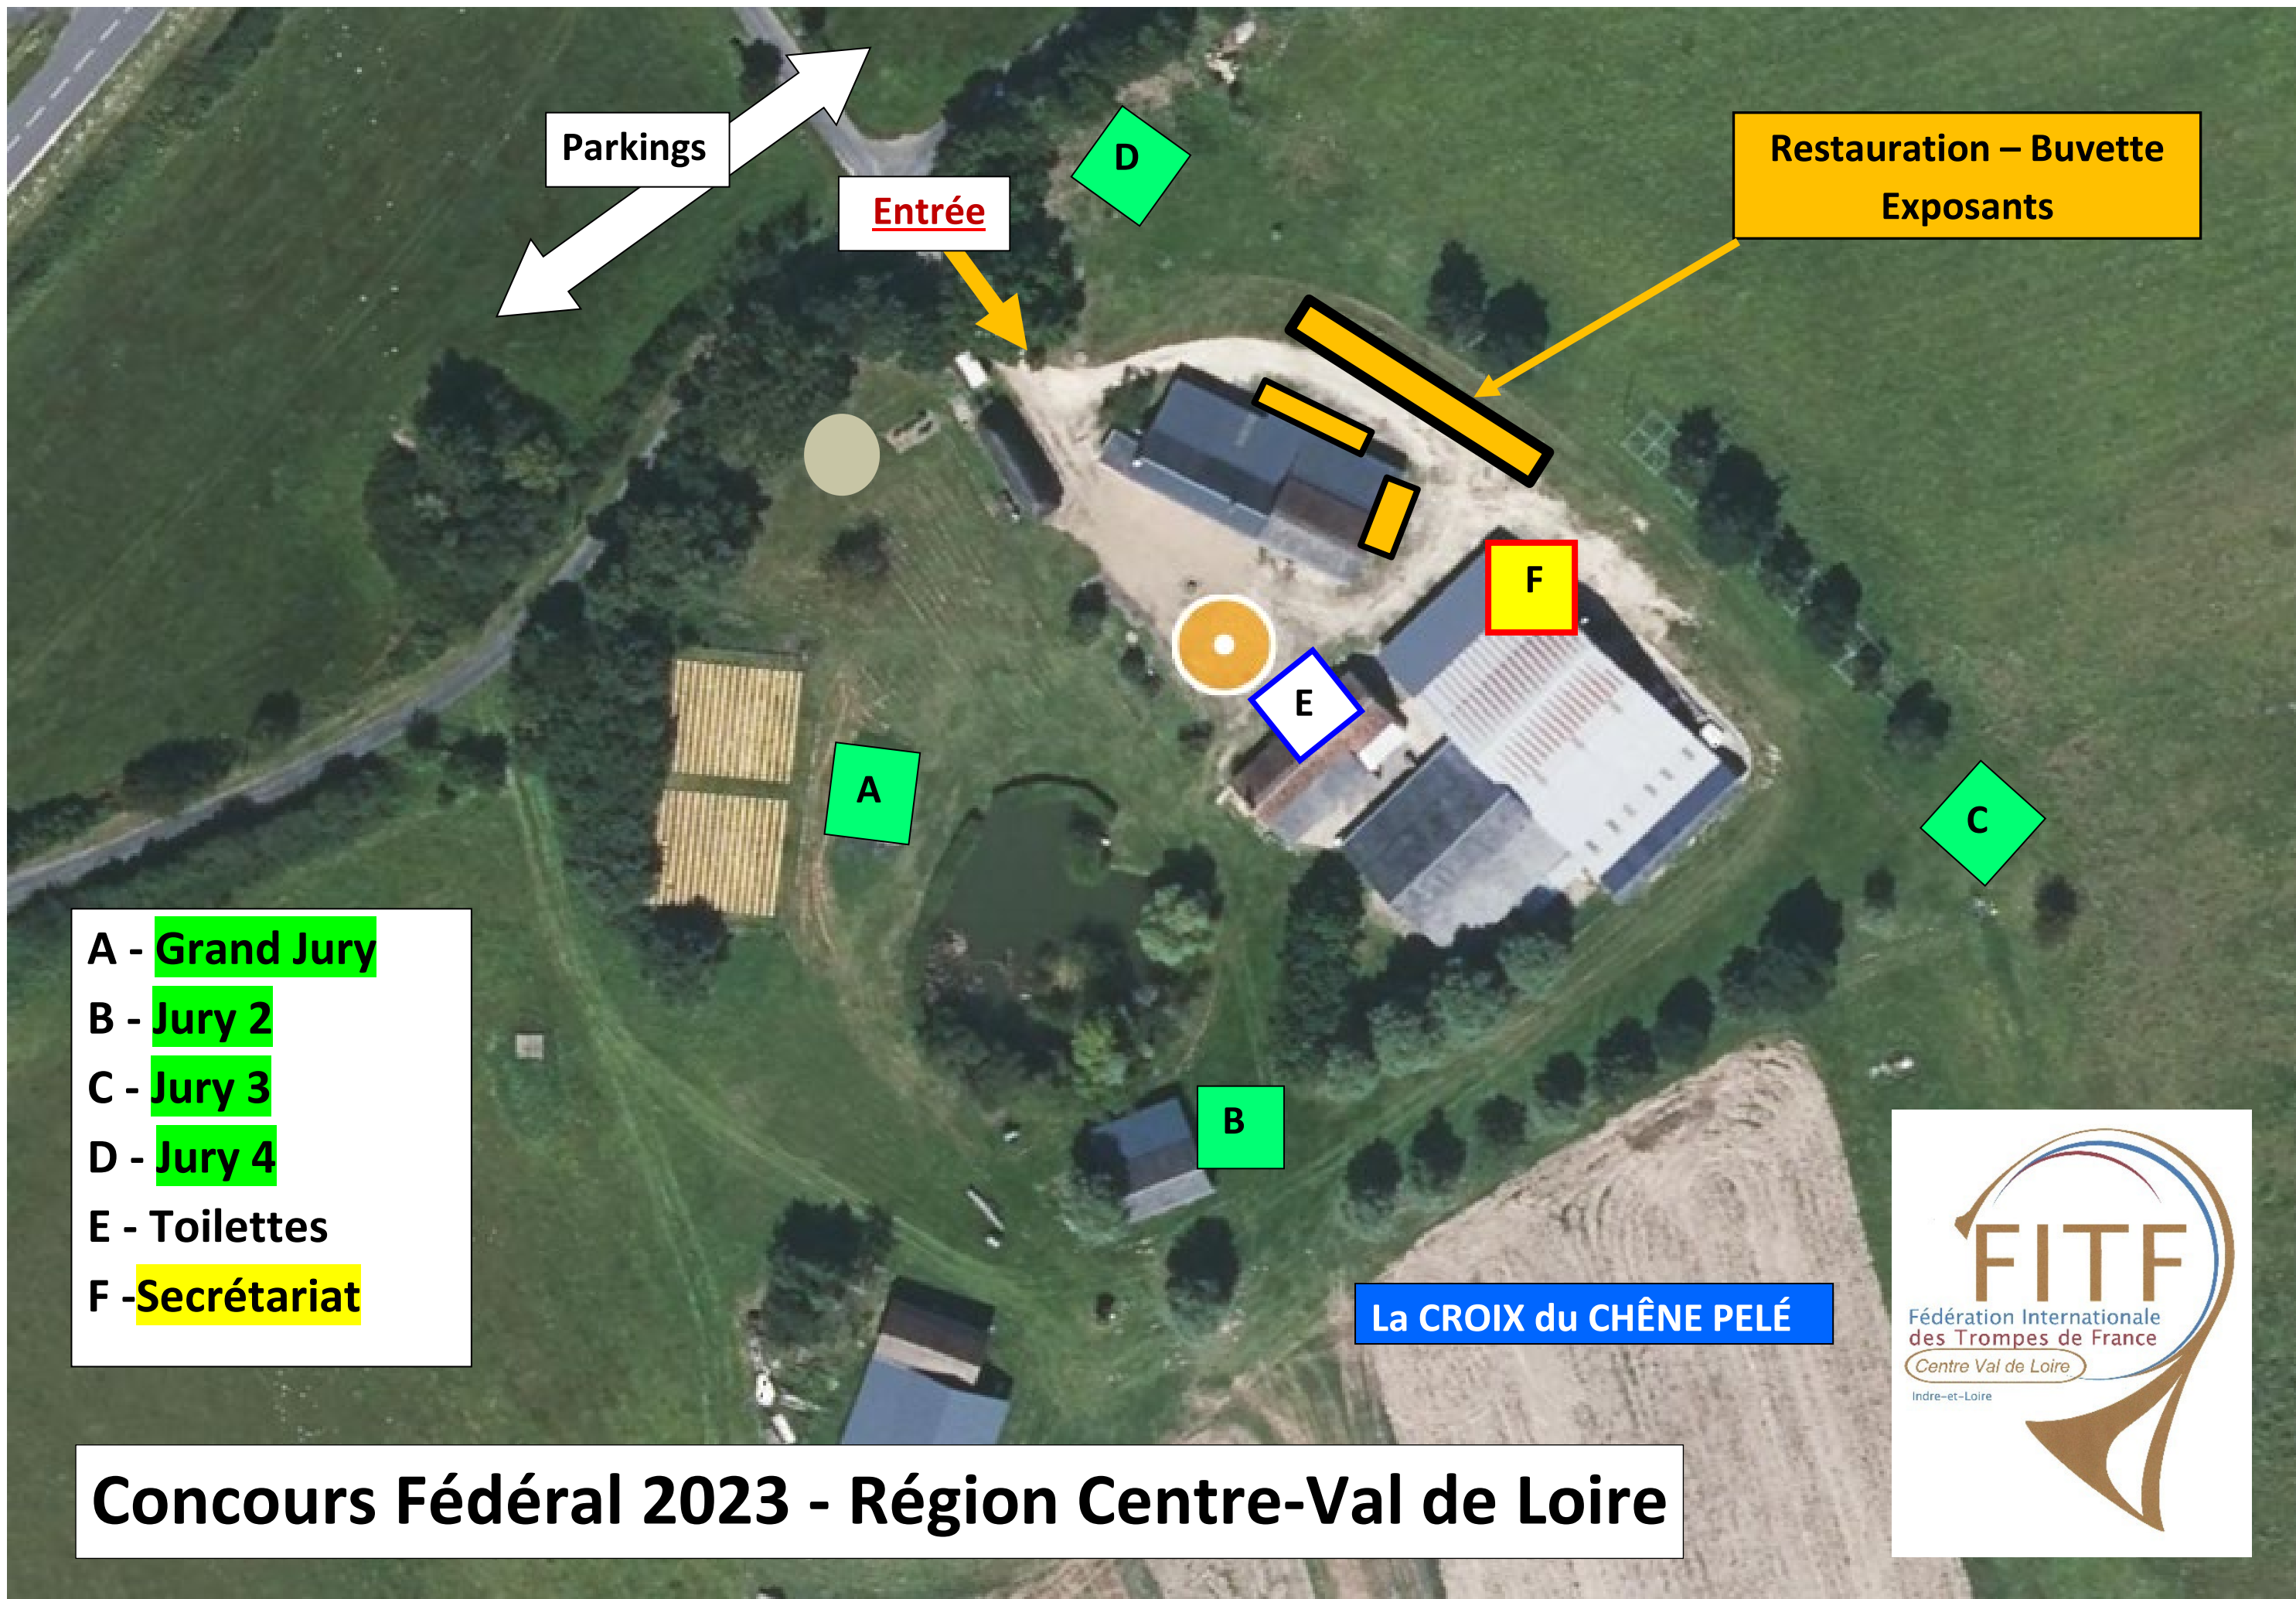 Parkings
D
Restauration – Buvette
Exposants
Entrée
F
E
A
C
A - Grand Jury
B - Jury 2
C - Jury 3
D - Jury 4
E - Toilettes
F -Secrétariat
B
La CROIX du CHÊNE PELÉ
FITF
Fédération Internationale
des Trompes de France
Centre Val de Loire
Indre-et-Loire
Concours Fédéral 2023 - Région Centre-Val de Loire